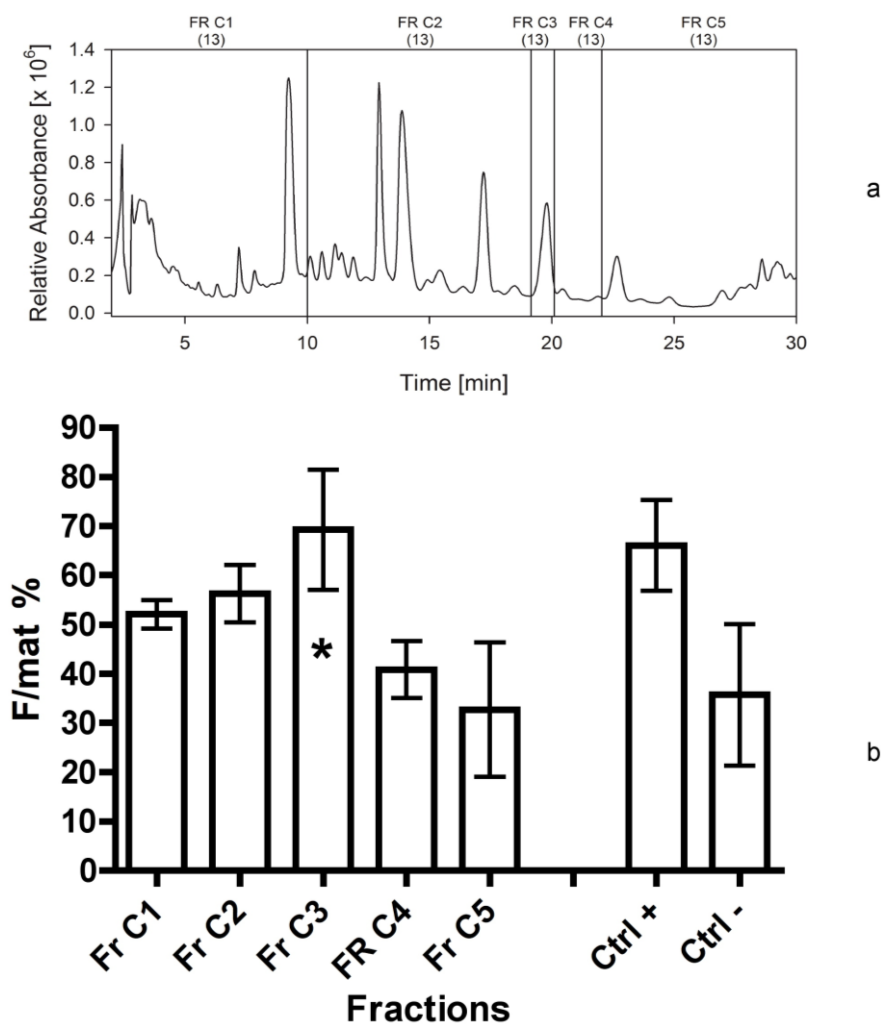 FR C1 FR C2 FR C3 FR C4 FR C5
(13) (13) (13) (13) (13)
Relative Absorbance [x 10⁶]
1.4
1.2
1.0
0.8
0.6
0.4
0.2
0.0
5 10 15 20 25 30
Time [min]
a
F/mat %
90
80
70
60
50
40
30
20
10
0
*
Fr C1 Fr C2 Fr C3 FR C4 Fr C5 Ctrl + Ctrl -
Fractions
b